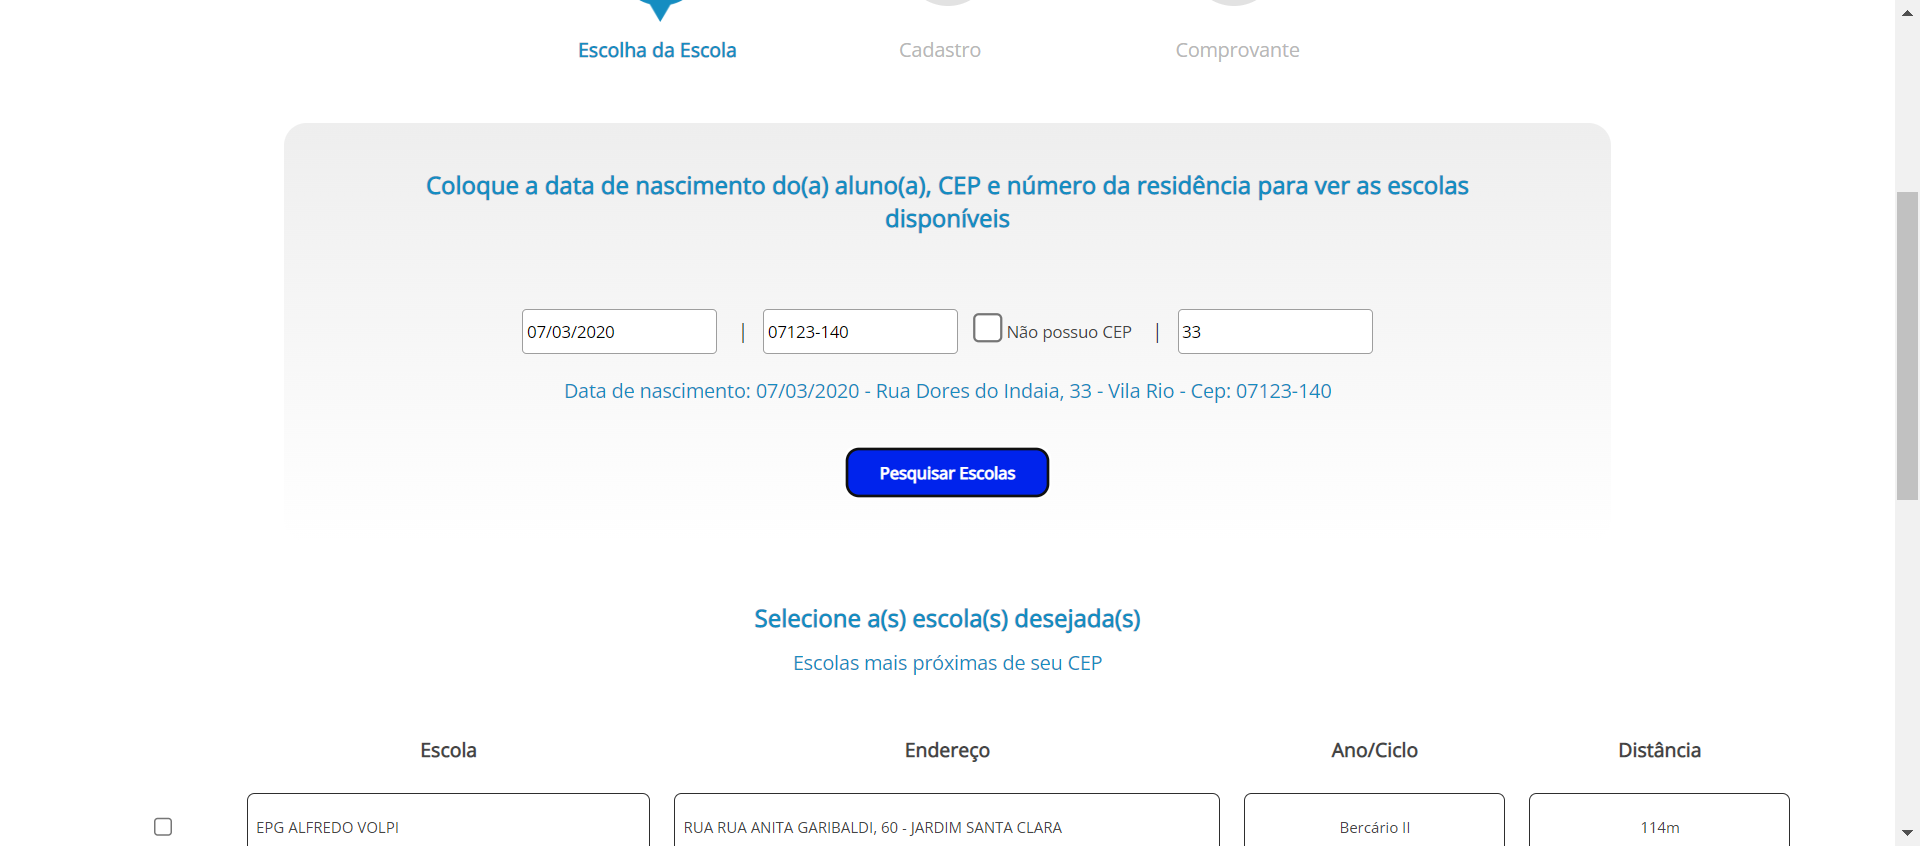 Escolha da Escola
Cadastro
Comprovante
Coloque a data de nascimento do(a) aluno(a), CEP e número da residência para ver as escolas
disponíveis
07/03/2020 | 07123-140 Não possuo CEP | 33
Data de nascimento: 07/03/2020 - Rua Dores do Indaia, 33 - Vila Rio - Cep: 07123-140
Pesquisar Escolas
Selecione a(s) escola(s) desejada(s)
Escolas mais próximas de seu CEP
Escola Endereço Ano/Ciclo Distância
EPG ALFREDO VOLPI RUA RUA ANITA GARIBALDI, 60 - JARDIM SANTA CLARA Bercário II 114m